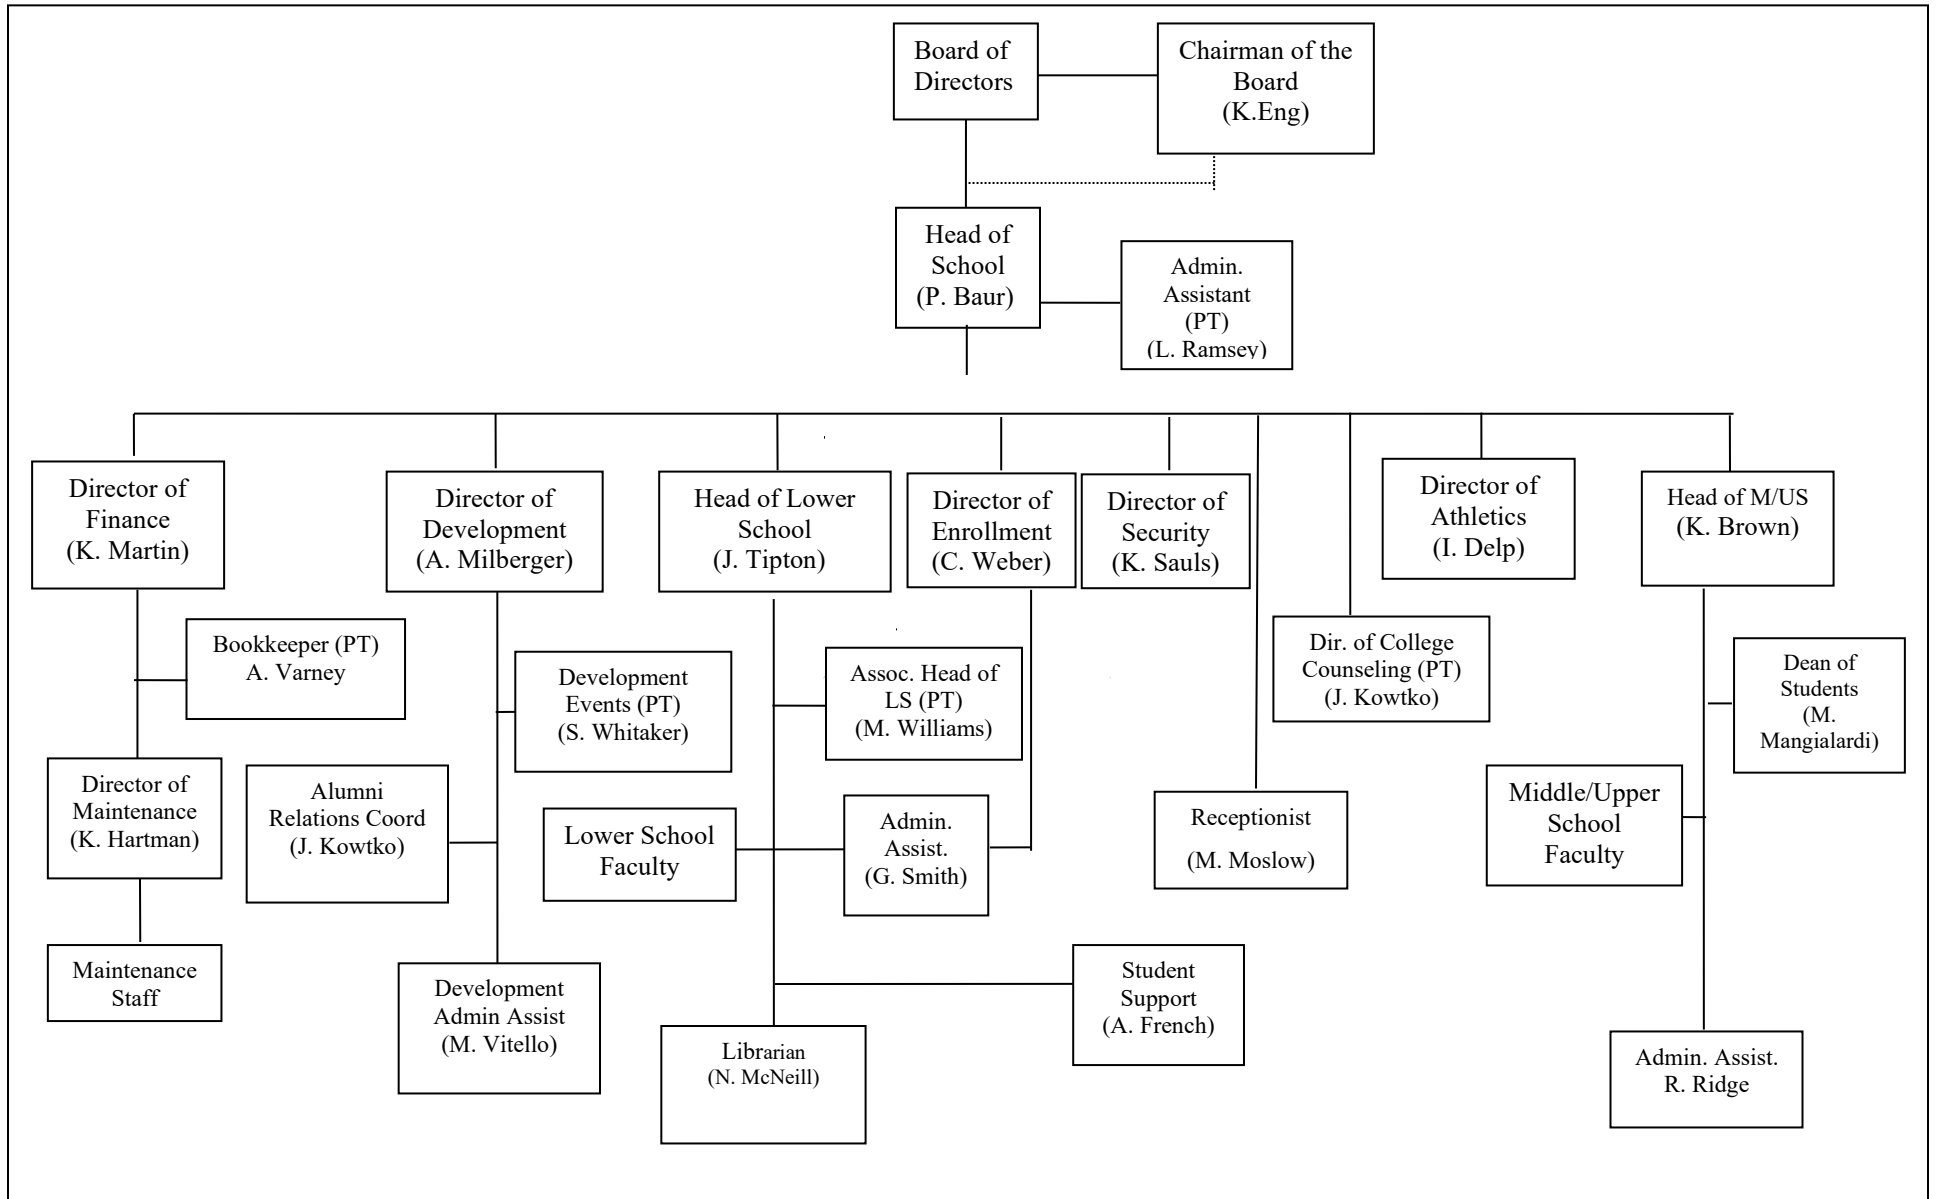 Board of
Directors
Chairman of the
Board
(K.Eng)
Head of
School
(P. Baur)
Admin.
Assistant
(PT)
(L. Ramsey)
Director of
Finance
(K. Martin)
Director of
Development
(A. Milberger)
Head of Lower
School
(J. Tipton)
Director of
Enrollment
(C. Weber)
Director of
Security
(K. Sauls)
Director of
Athletics
(I. Delp)
Head of M/US
(K. Brown)
Bookkeeper (PT)
A. Varney
Development
Events (PT)
(S. Whitaker)
Assoc. Head of
LS (PT)
(M. Williams)
Dir. of College
Counseling (PT)
(J. Kowtko)
Dean of
Students
(M.
Mangialardi)
Director of
Maintenance
(K. Hartman)
Alumni
Relations Coord
(J. Kowtko)
Lower School
Faculty
Admin.
Assist.
(G. Smith)
Receptionist
(M. Moslow)
Middle/Upper
School
Faculty
Maintenance
Staff
Development
Admin Assist
(M. Vitello)
Librarian
(N. McNeill)
Student
Support
(A. French)
Admin. Assist.
R. Ridge